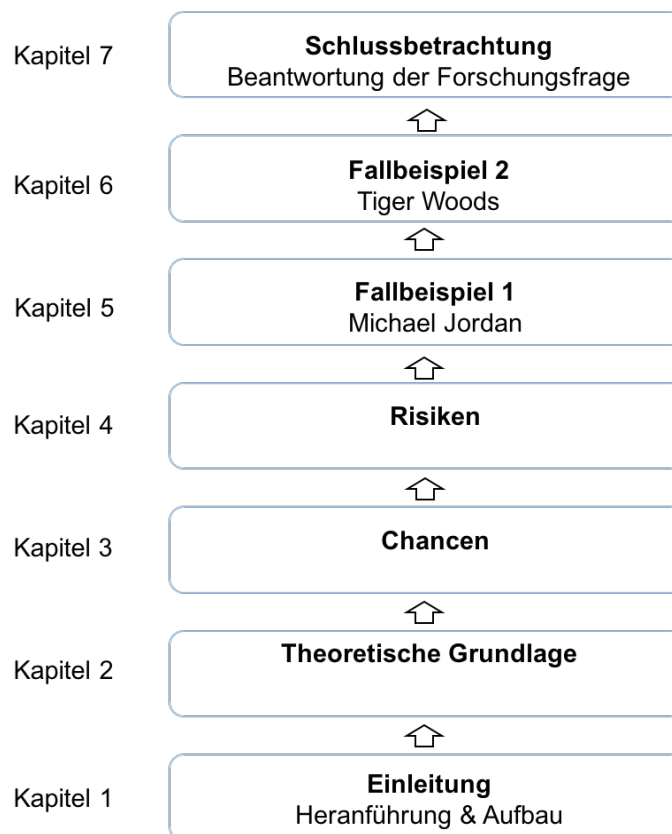 Kapitel 7
Schlussbetrachtung
Beantwortung der Forschungsfrage
Kapitel 6
Fallbeispiel 2
Tiger Woods
Kapitel 5
Fallbeispiel 1
Michael Jordan
Kapitel 4
Risiken
Kapitel 3
Chancen
Kapitel 2
Theoretische Grundlage
Kapitel 1
Einleitung
Heranführung & Aufbau